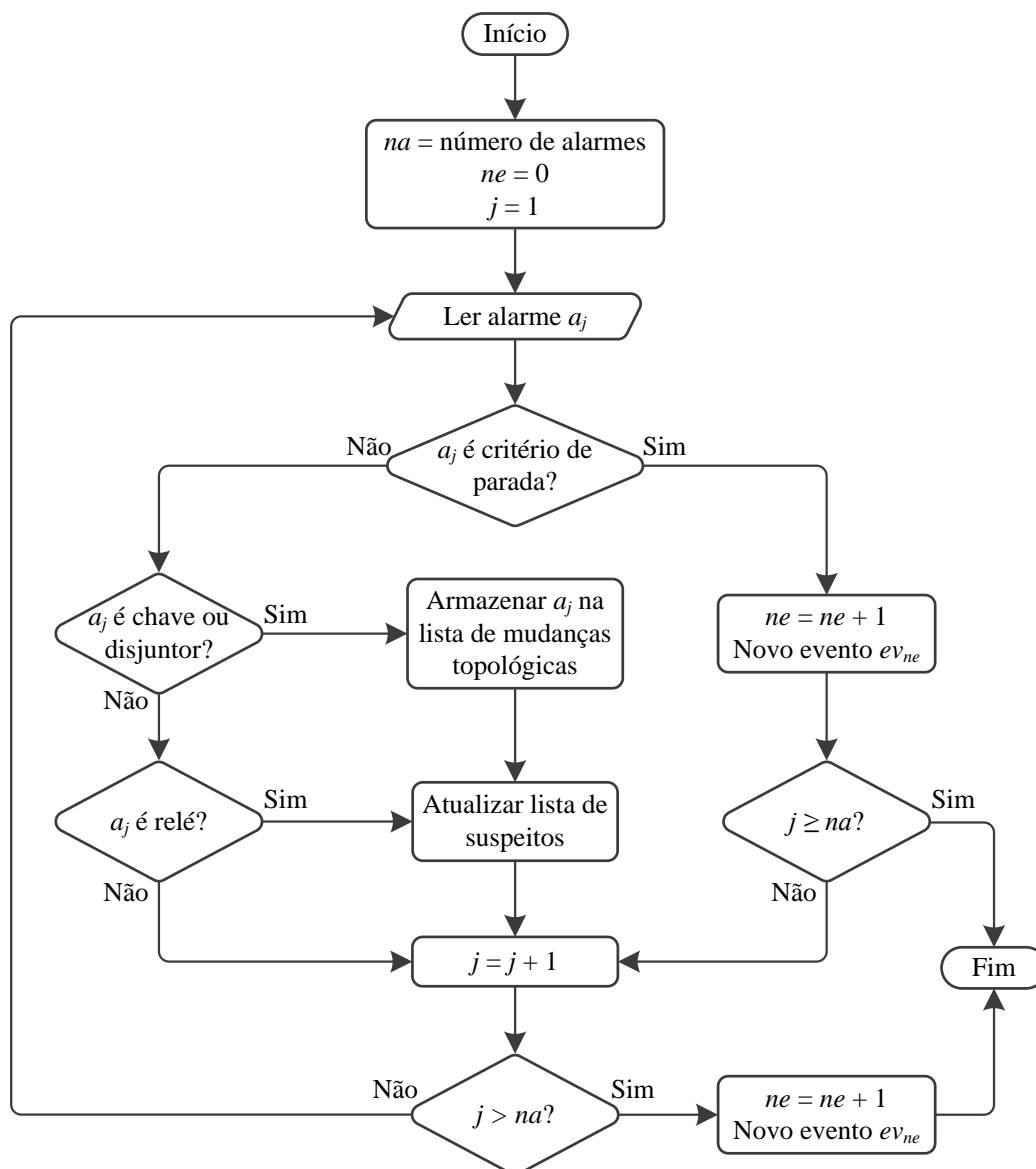 Início
na = número de alarmes
ne = 0
j = 1
Ler alarme aj
Não
Sim
aj é critério de
parada?
aj é chave ou
disjuntor?
Sim
Não
Armazenar aj na
lista de mudanças
topológicas
ne = ne + 1
Novo evento evne
aj é relé?
Sim
Não
Atualizar lista de
suspeitos
j ≥ na?
Sim
Não
j = j + 1
Fim
Não
j > na?
Sim
ne = ne + 1
Novo evento evne